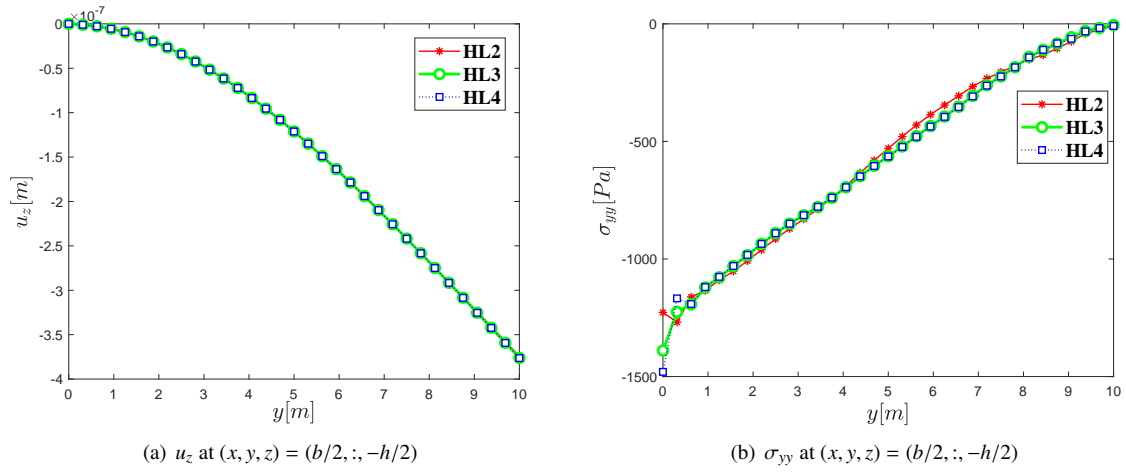 ×10⁻⁷
0
-0.5
-1
-1.5
-2
-2.5
-3
-3.5
-4
u_z[m]
0 1 2 3 4 5 6 7 8 9 10
y[m]
HL2
HL3
HL4
(a) u_z at (x, y, z) = (b/2, :, −h/2)
0
-500
-1000
-1500
σ_yy[Pa]
0 1 2 3 4 5 6 7 8 9 10
y[m]
HL2
HL3
HL4
(b) σ_yy at (x, y, z) = (b/2, :, −h/2)